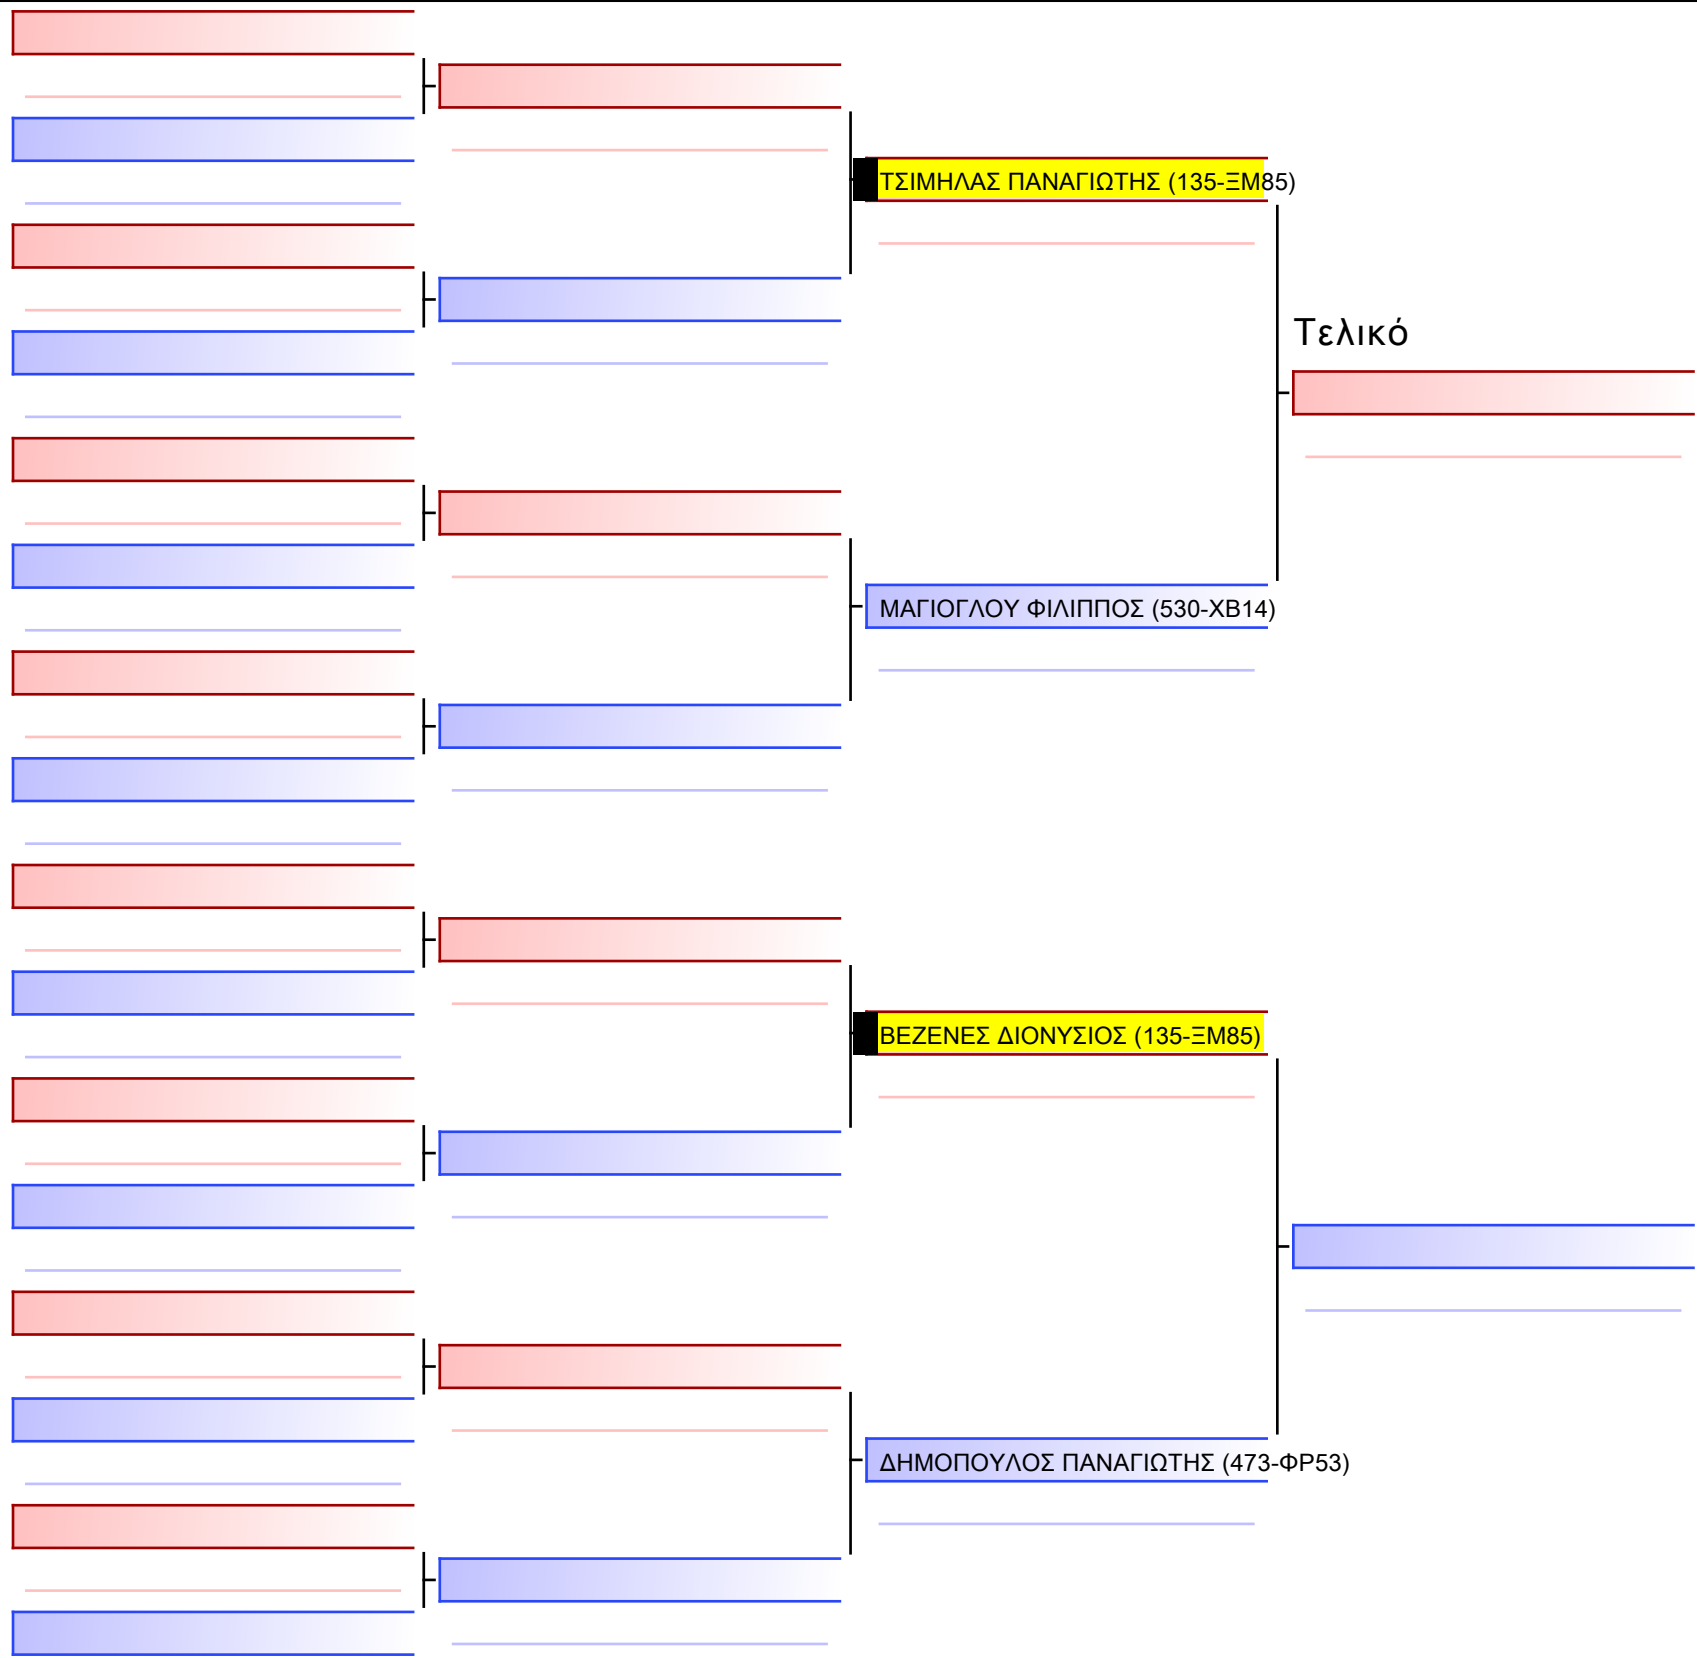 ΤΣΙΜΗΛΑΣ ΠΑΝΑΓΙΩΤΗΣ (135-ΞΜ85)
Τελικό
ΜΑΓΙΟΓΛΟΥ ΦΙΛΙΠΠΟΣ (530-ΧΒ14)
ΒΕΖΕΝΕΣ ΔΙΟΝΥΣΙΟΣ (135-ΞΜ85)
ΔΗΜΟΠΟΥΛΟΣ ΠΑΝΑΓΙΩΤΗΣ (473-ΦΡ53)